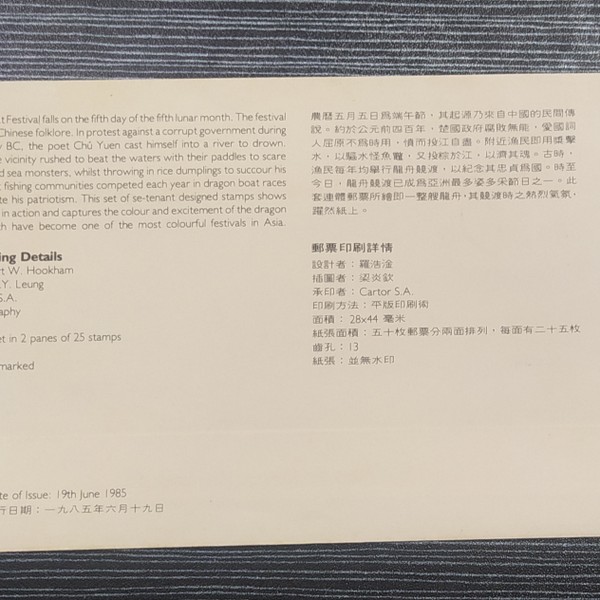 t Festival falls on the fifth day of the fifth lunar month. The festival
Chinese folklore. In protest against a corrupt government during
BC, the poet Chü Yuen cast himself into a river to drown.
vicinity rushed to beat the waters with their paddles to scare
d sea monsters, whilst throwing in rice dumplings to succour his
fishing communities competed each year in dragon boat races
te his patriotism. This set of se-tenant designed stamps shows
in action and captures the colour and excitement of the dragon
h have become one of the most colourful festivals in Asia.
ing Details
rt W. Hookham
.Y. Leung
S.A.
graphy
et in 2 panes of 25 stamps
marked
te of Issue: 19th June 1985
行日期：一九八五年六月十九日
農曆五月五日為端午節，其起源乃來自中國的民間傳
說。約於公元前四百年，楚國政府腐敗無能，愛國詞
人屈原不爲時用，憤而投江自盡。附近漁民即用槳擊
水，以驅水怪魚鼈，又投粽於江，以濟其魂。古時，
漁民每年均舉行龍舟競渡，以紀念其忠貞爲國。時至
今日，龍舟競渡已成爲亞洲最多姿多采節日之一。此
套連體郵票所繪即一整艘龍舟，其競渡時之熱烈氣氛，
躍然紙上。
郵票印刷詳情
設計者：羅浩淦
插圖者：梁炎欽
承印者：Cartor S.A.
印刷方法：平版印刷術
面積：28x44 毫米
紙張面積：五十枚郵票分兩面排列，每面有二十五枚
齒孔：13
紙張：並無水印